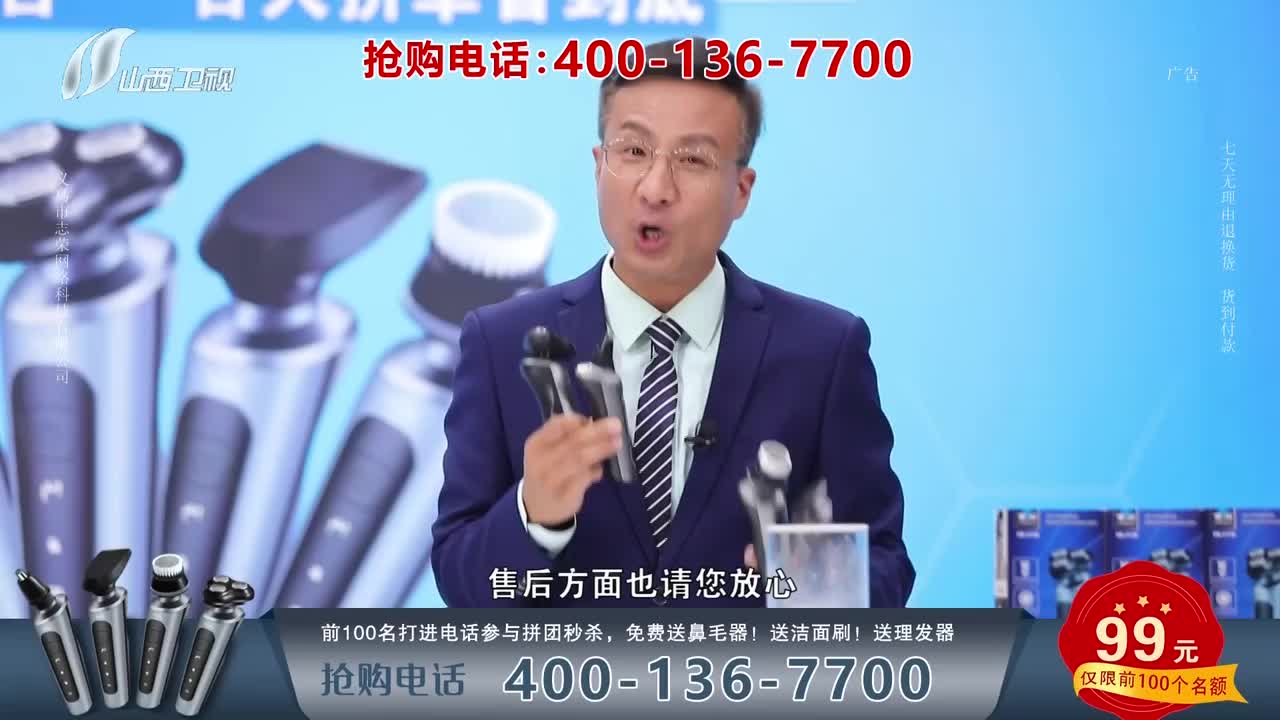 抢购电话:400-136-7700
山西卫视
广告
七天无理由退换货 货到付款
售后方面也请您放心
前100名打进电话参与拼团秒杀，免费送鼻毛器！送洁面刷！送理发器
抢购电话 400-136-7700
99元
仅限前100个名额